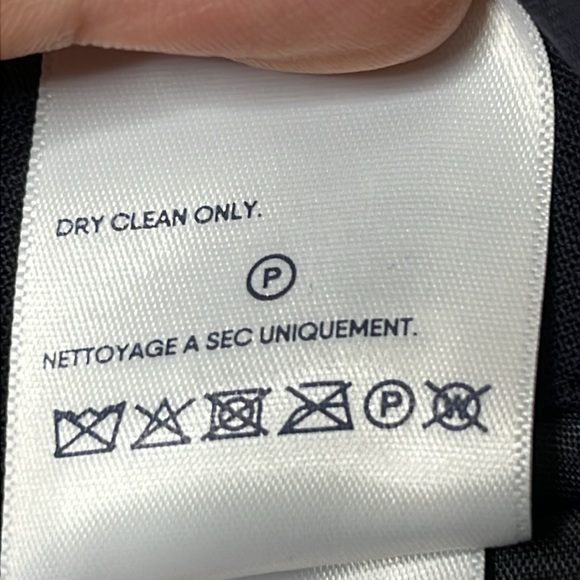 DRY CLEAN ONLY.
P
NETTOYAGE A SEC UNIQUEMENT.
P W